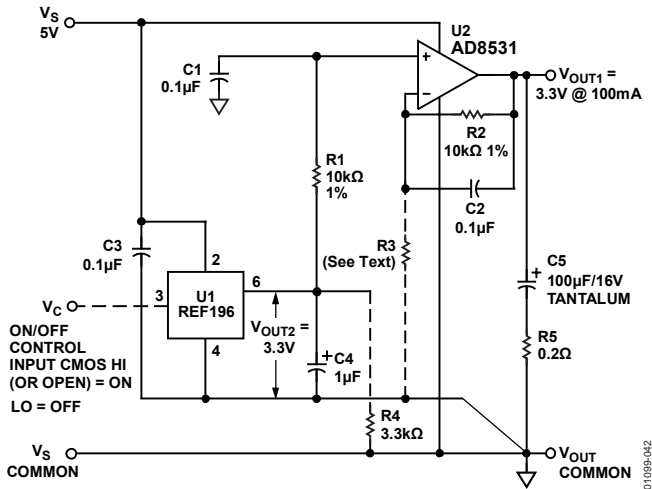 VS
5V
U2
AD8531
C1
0.1µF
+
−
VOUT1 =
3.3V @ 100mA
R2
10kΩ 1%
R1
10kΩ
1%
C2
0.1µF
C3
0.1µF
R3
(See Text)
2
C5
+
100µF/16V
TANTALUM
VC
3
U1
REF196
6
ON/OFF
CONTROL
INPUT CMOS HI
(OR OPEN) = ON
LO = OFF
4
VOUT2 =
3.3V
+
C4
1µF
R5
0.2Ω
R4
3.3kΩ
VS
COMMON
VOUT
COMMON
01099-042